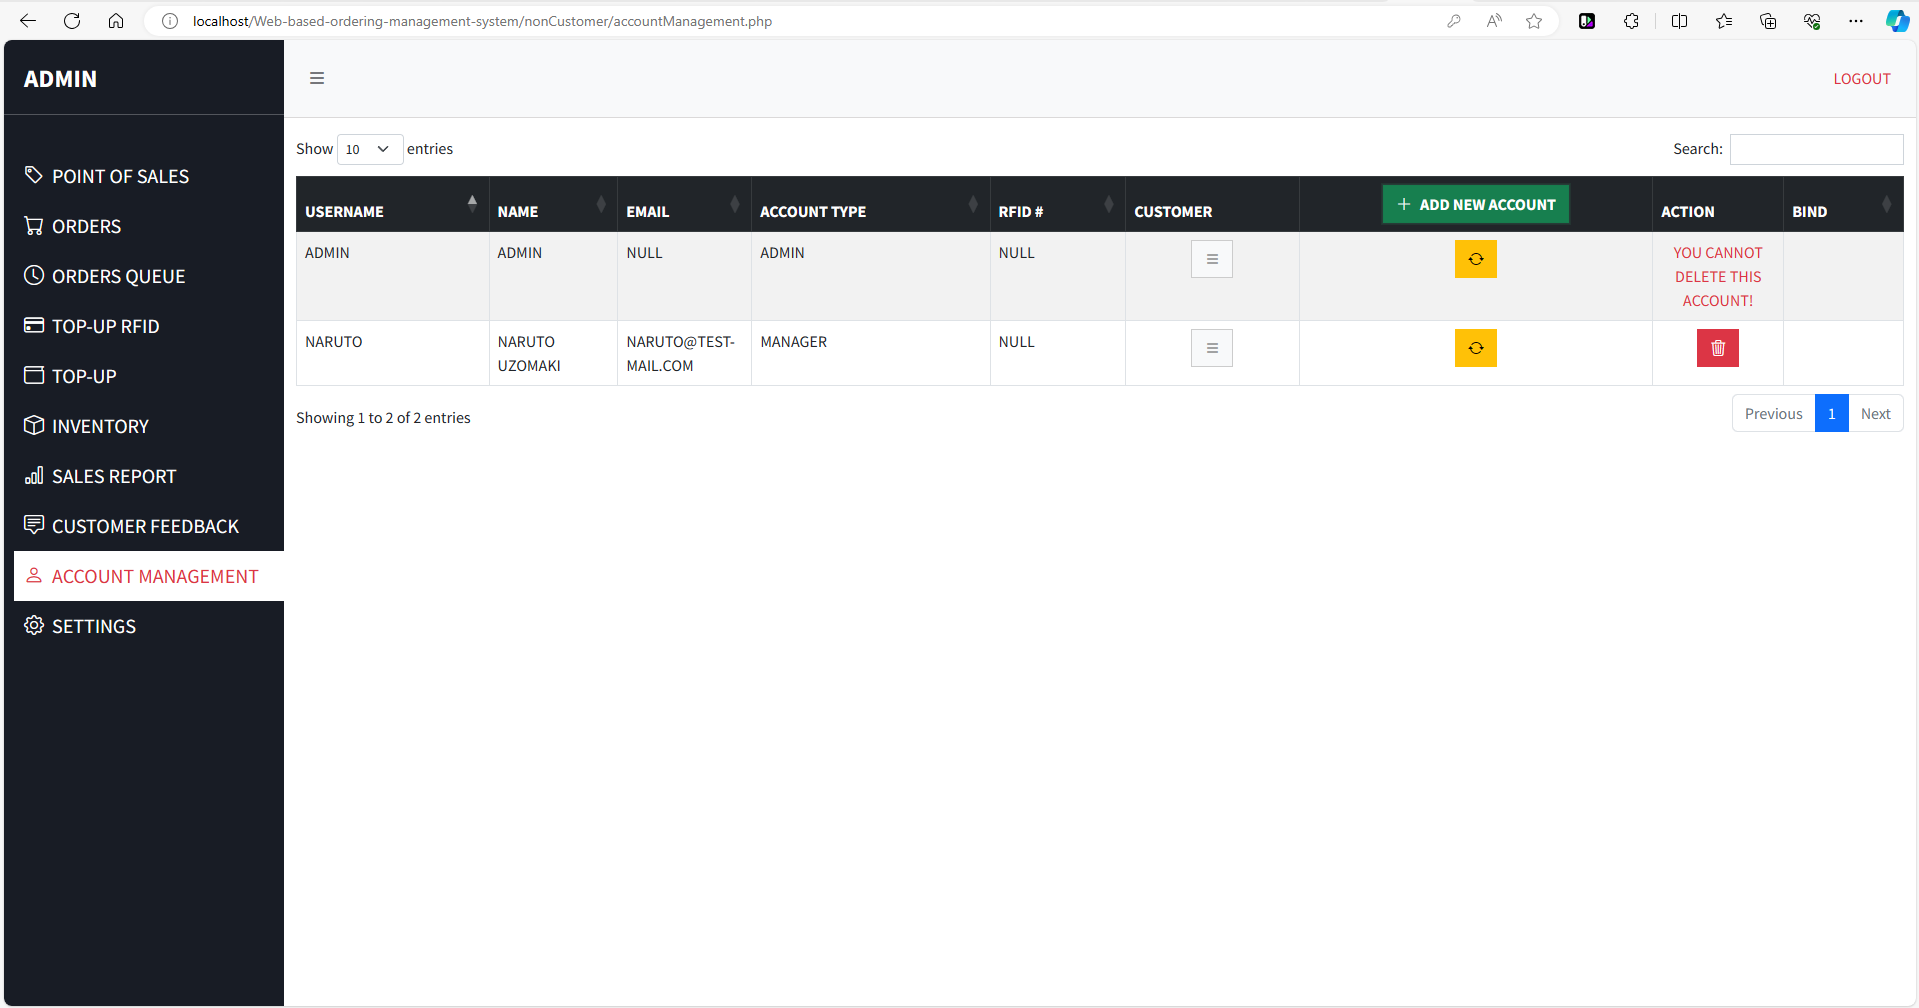 localhost/Web-based-ordering-management-system/nonCustomer/accountManagement.php
ADMIN
LOGOUT
POINT OF SALES
ORDERS
ORDERS QUEUE
TOP-UP RFID
TOP-UP
INVENTORY
SALES REPORT
CUSTOMER FEEDBACK
ACCOUNT MANAGEMENT
SETTINGS
Show 10 entries
Search:
USERNAME NAME EMAIL ACCOUNT TYPE RFID # CUSTOMER + ADD NEW ACCOUNT ACTION BIND
ADMIN ADMIN NULL ADMIN NULL YOU CANNOT
DELETE THIS
ACCOUNT!
NARUTO NARUTO NARUTO@TEST- MANAGER NULL
UZOMAKI MAIL.COM
Showing 1 to 2 of 2 entries
Previous 1 Next